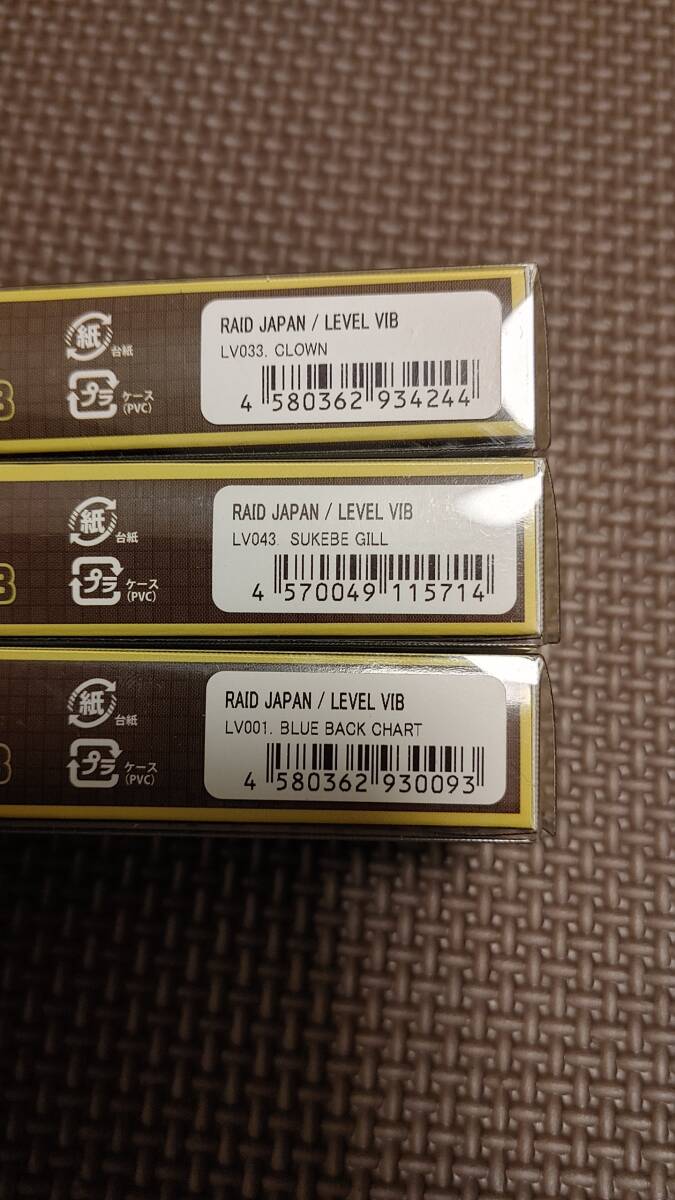 紙
台紙
プラ
ケース
(PVC)
RAID JAPAN / LEVEL VIB
LV033. CLOWN
4 580362 934244
紙
台紙
プラ
ケース
(PVC)
RAID JAPAN / LEVEL VIB
LV043. SUKEBE GILL
4 570049 115714
紙
台紙
プラ
ケース
(PVC)
RAID JAPAN / LEVEL VIB
LV001. BLUE BACK CHART
4 580362 930093